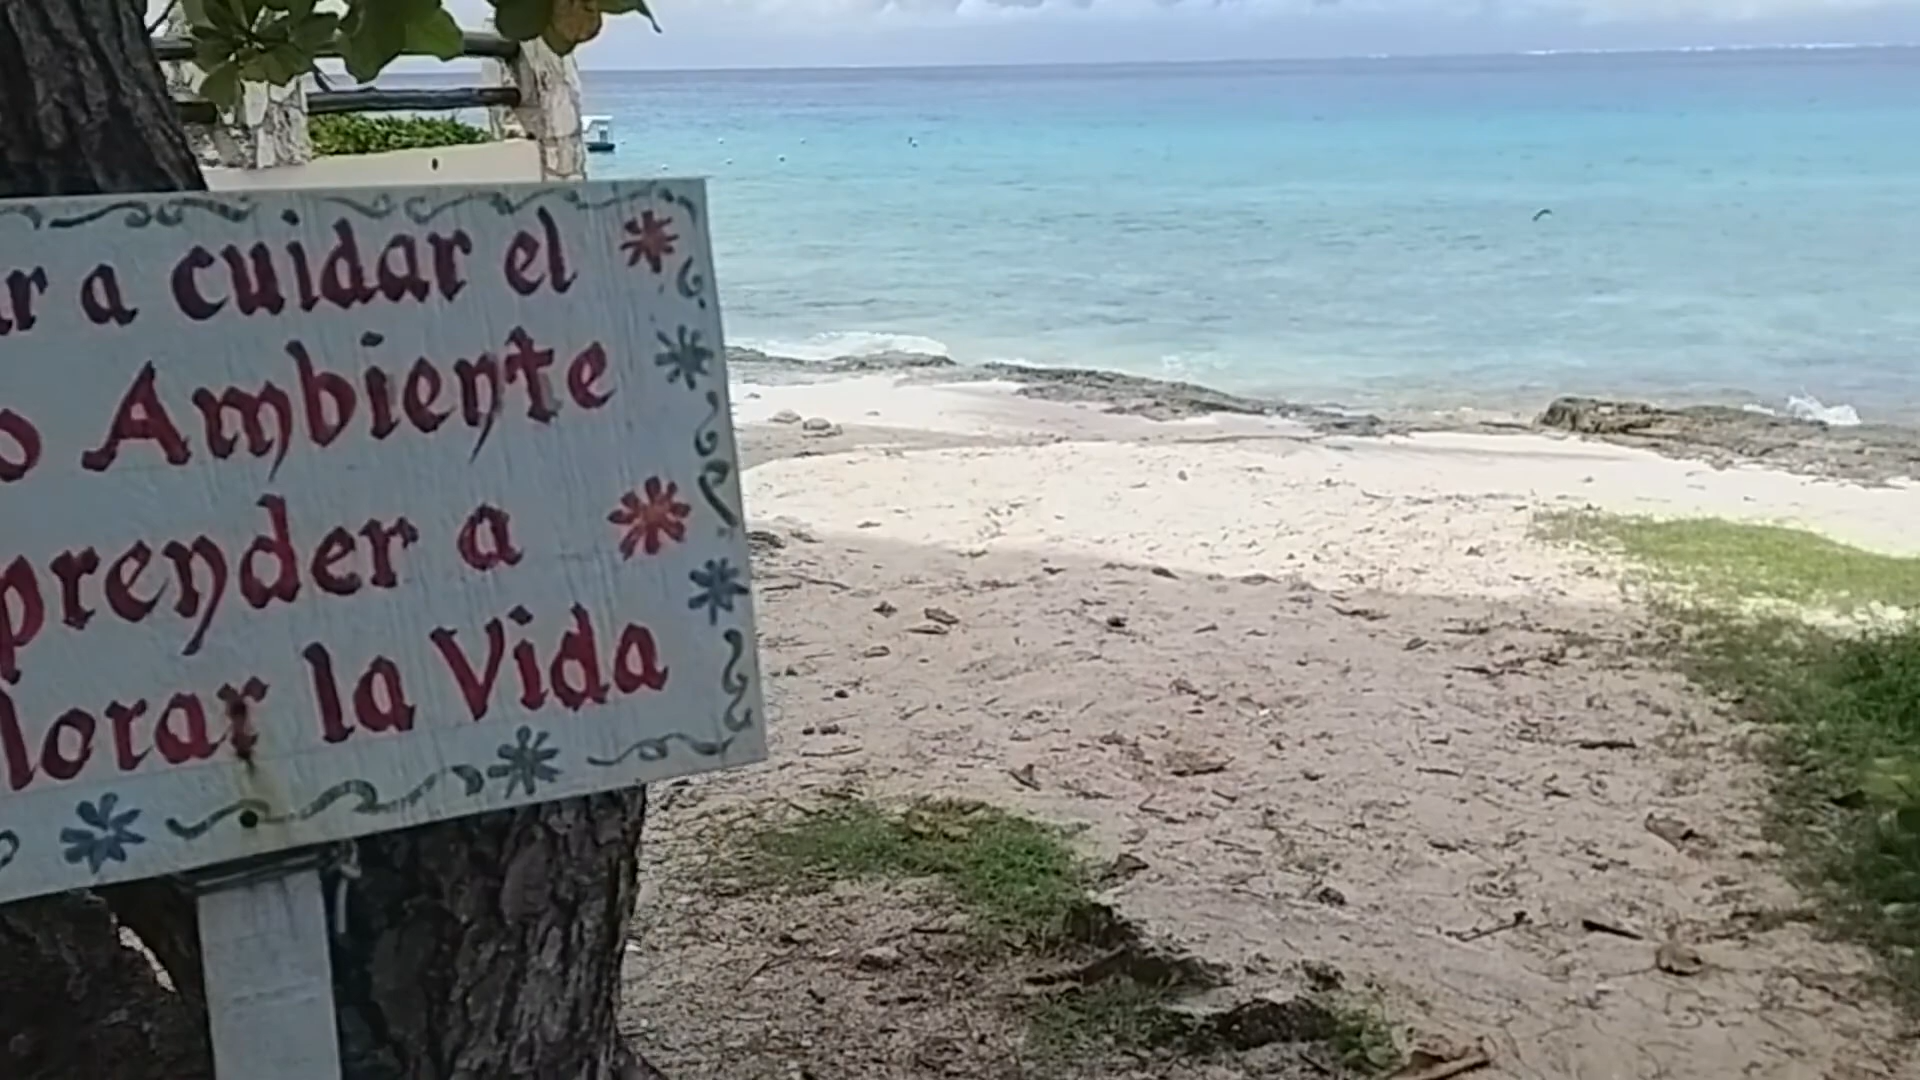 r a cuidar el
o Ambiente
prender a
lorar la Vida